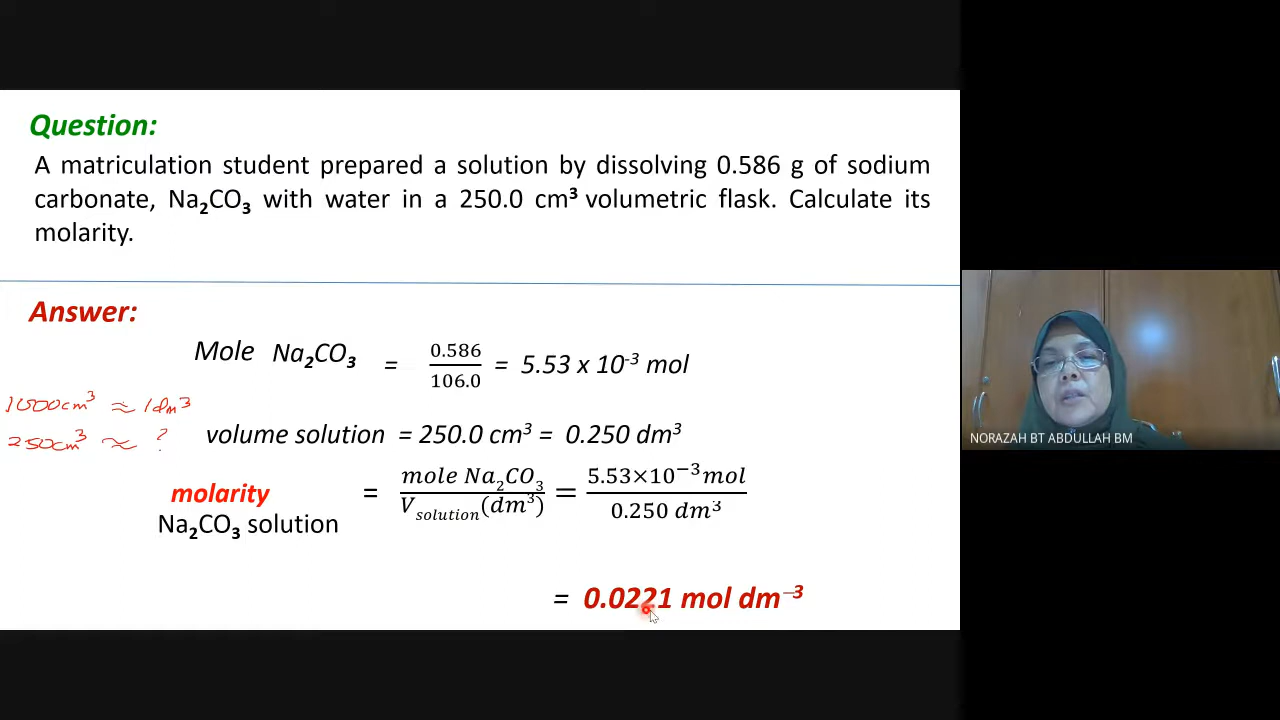 Question:
A matriculation student prepared a solution by dissolving 0.586 g of sodium
carbonate, Na₂CO₃ with water in a 250.0 cm³ volumetric flask. Calculate its
molarity.
Answer:
Mole Na₂CO₃ = 0.586/106.0 = 5.53 x 10⁻³ mol
1000cm³ ≈ 1dm³
250cm³ ≈ ?
volume solution = 250.0 cm³ = 0.250 dm³
molarity = mole Na₂CO₃/V_solution(dm³) = 5.53×10⁻³mol/0.250 dm³
Na₂CO₃ solution
= 0.0221 mol dm⁻³
NORAZAH BT ABDULLAH BM